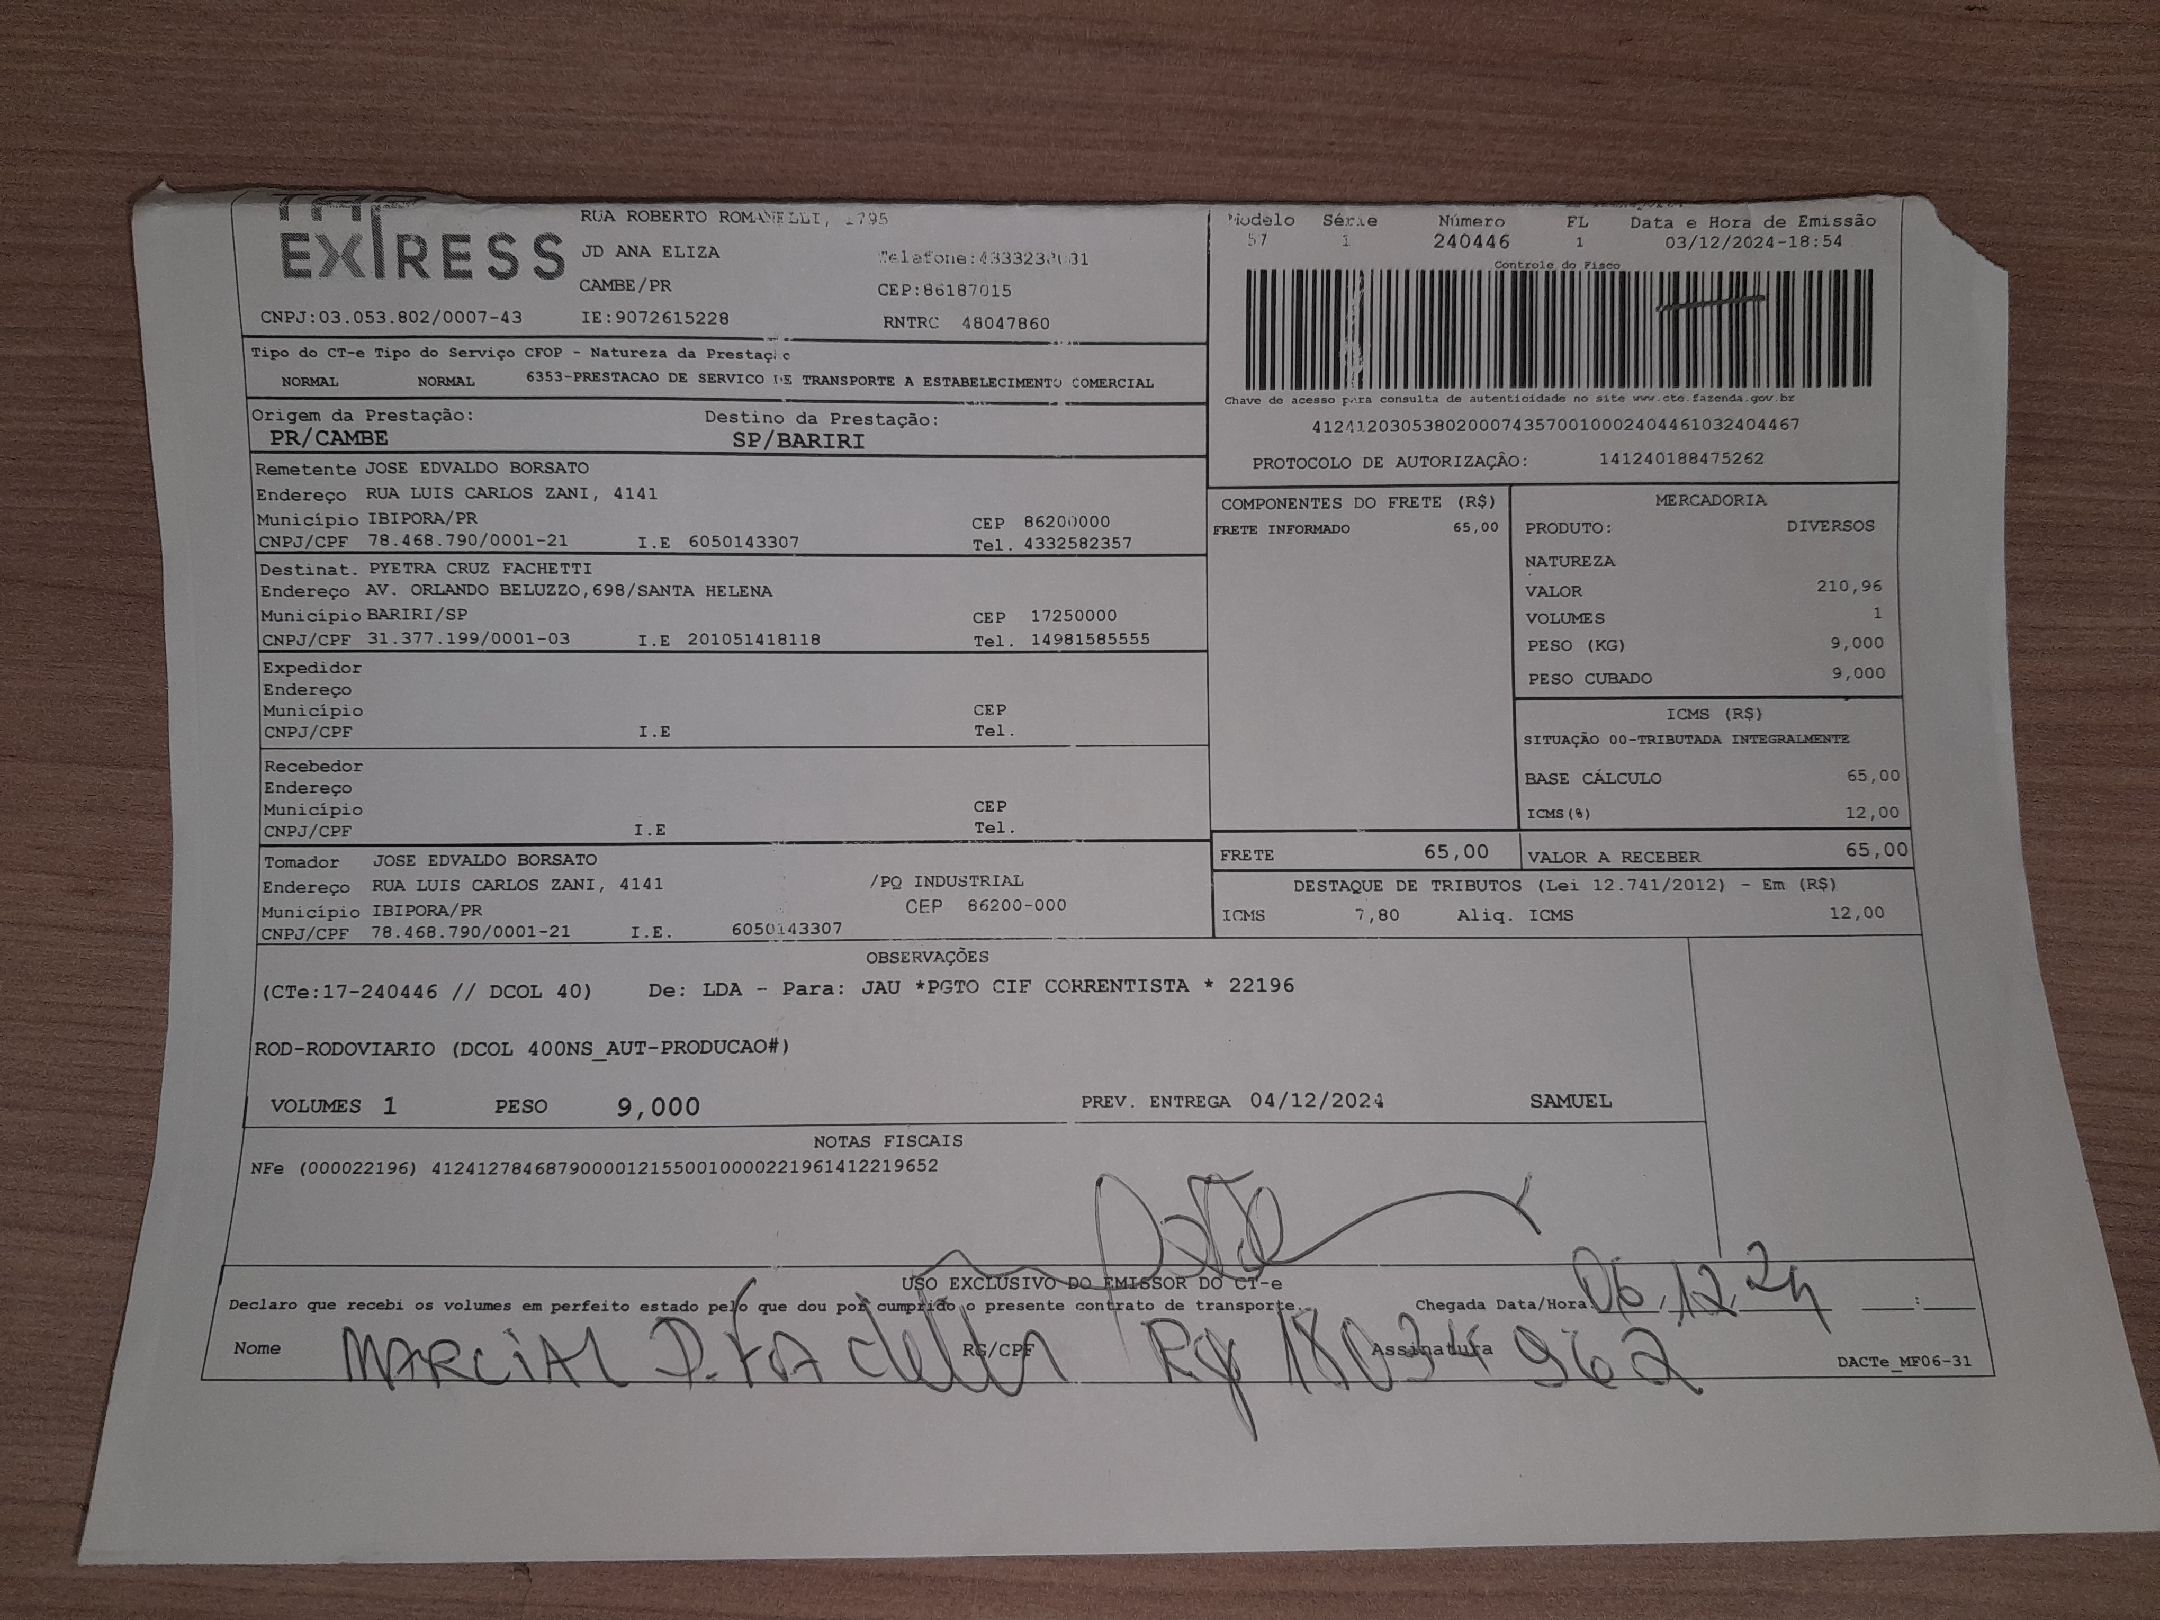 EXPRESS
RUA ROBERTO ROMANELLI, 1795
JD ANA ELIZA
CAMBE/PR CEP:86187015
CNPJ:03.053.802/0007-43 IE:9072615228 RNTRC 48047860
Modelo Série Número FL Data e Hora de Emissão
57 1 240446 1 03/12/2024-18:54
Controle do Fisco
Chave de acesso para consulta de autenticidade no site www.cte.fazenda.gov.br
41241203053802000743570010002404461032404467
PROTOCOLO DE AUTORIZAÇÃO: 141240188475262
Tipo do CT-e Tipo do Serviço CFOP - Natureza da Prestação
NORMAL NORMAL 6353-PRESTACAO DE SERVICO DE TRANSPORTE A ESTABELECIMENTO COMERCIAL
Origem da Prestação: Destino da Prestação:
PR/CAMBE SP/BARIRI
Remetente JOSE EDVALDO BORSATO
Endereço RUA LUIS CARLOS ZANI, 4141
Município IBIPORA/PR CEP 86200000
CNPJ/CPF 78.468.790/0001-21 I.E 6050143307 Tel. 4332582357
Destinat. PYETRA CRUZ FACHETTI
Endereço AV. ORLANDO BELUZZO,698/SANTA HELENA
Município BARIRI/SP CEP 17250000
CNPJ/CPF 31.377.199/0001-03 I.E 201051418118 Tel. 14981585555
Expedidor
Endereço
Município CEP
CNPJ/CPF I.E Tel.
Recebedor
Endereço
Município CEP
CNPJ/CPF I.E Tel.
Tomador JOSE EDVALDO BORSATO
Endereço RUA LUIS CARLOS ZANI, 4141 /PQ INDUSTRIAL
Município IBIPORA/PR CEP 86200-000
CNPJ/CPF 78.468.790/0001-21 I.E. 6050143307
COMPONENTES DO FRETE (R$)
FRETE INFORMADO 65,00
MERCADORIA
PRODUTO: DIVERSOS
NATUREZA
VALOR 210,96
VOLUMES 1
PESO (KG) 9,000
PESO CUBADO 9,000
ICMS (R$)
SITUAÇÃO 00-TRIBUTADA INTEGRALMENTE
BASE CÁLCULO 65,00
ICMS(%) 12,00
FRETE 65,00 VALOR A RECEBER 65,00
DESTAQUE DE TRIBUTOS (Lei 12.741/2012) - Em (R$)
ICMS 7,80 Aliq. ICMS 12,00
OBSERVAÇÕES
(CTe:17-240446 // DCOL 40) De: LDA - Para: JAU *PGTO CIF CORRENTISTA * 22196
ROD-RODOVIARIO (DCOL 400NS_AUT-PRODUCAO#)
VOLUMES 1 PESO 9,000 PREV. ENTREGA 04/12/2024 SAMUEL
NOTAS FISCAIS
NFe (000022196) 41241278468790000121550010000221961412219652
USO EXCLUSIVO DO EMISSOR DO CT-e
Declaro que recebi os volumes em perfeito estado pelo que dou por cumprido o presente contrato de transporte. Chegada Data/Hora 06/12/24 :
Nome MARCIAL RG/CPF Rg 18034962 Assinatura
DACTe_MF06-31